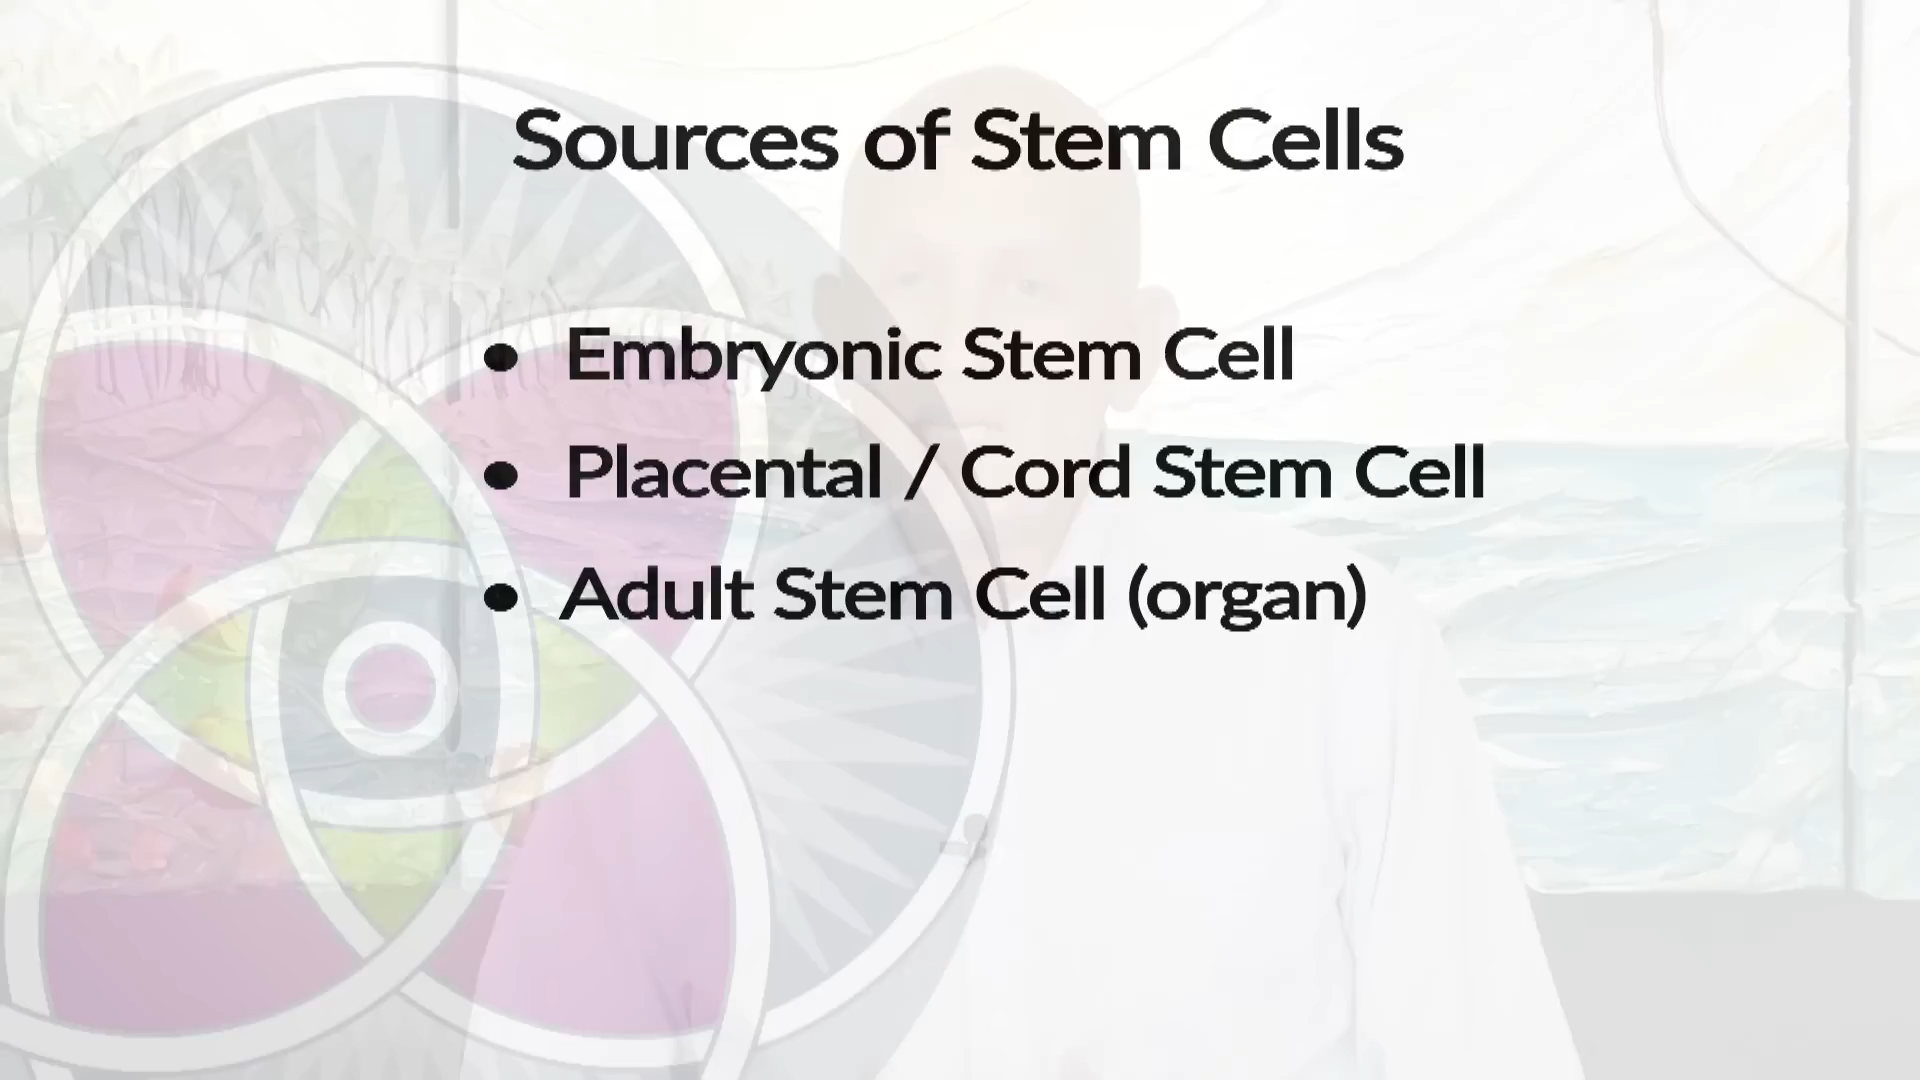 Sources of Stem Cells
• Embryonic Stem Cell
• Placental / Cord Stem Cell
• Adult Stem Cell (organ)